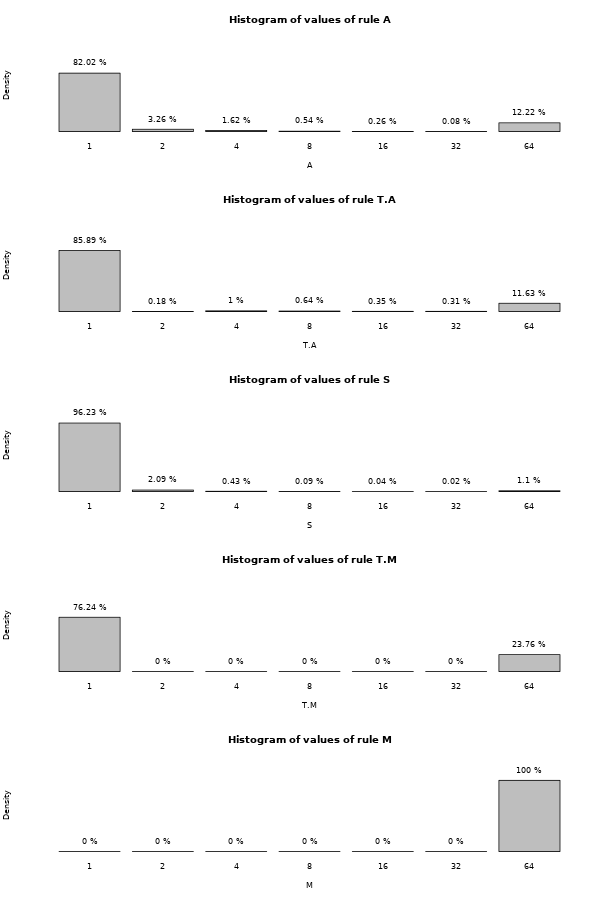 Histogram of values of rule A
Density
82.02 % 3.26 % 1.62 % 0.54 % 0.26 % 0.08 % 12.22 %
1 2 4 8 16 32 64
A
Histogram of values of rule T.A
Density
85.89 % 0.18 % 1 % 0.64 % 0.35 % 0.31 % 11.63 %
1 2 4 8 16 32 64
T.A
Histogram of values of rule S
Density
96.23 % 2.09 % 0.43 % 0.09 % 0.04 % 0.02 % 1.1 %
1 2 4 8 16 32 64
S
Histogram of values of rule T.M
Density
76.24 % 0 % 0 % 0 % 0 % 0 % 23.76 %
1 2 4 8 16 32 64
T.M
Histogram of values of rule M
Density
0 % 0 % 0 % 0 % 0 % 0 % 100 %
1 2 4 8 16 32 64
M